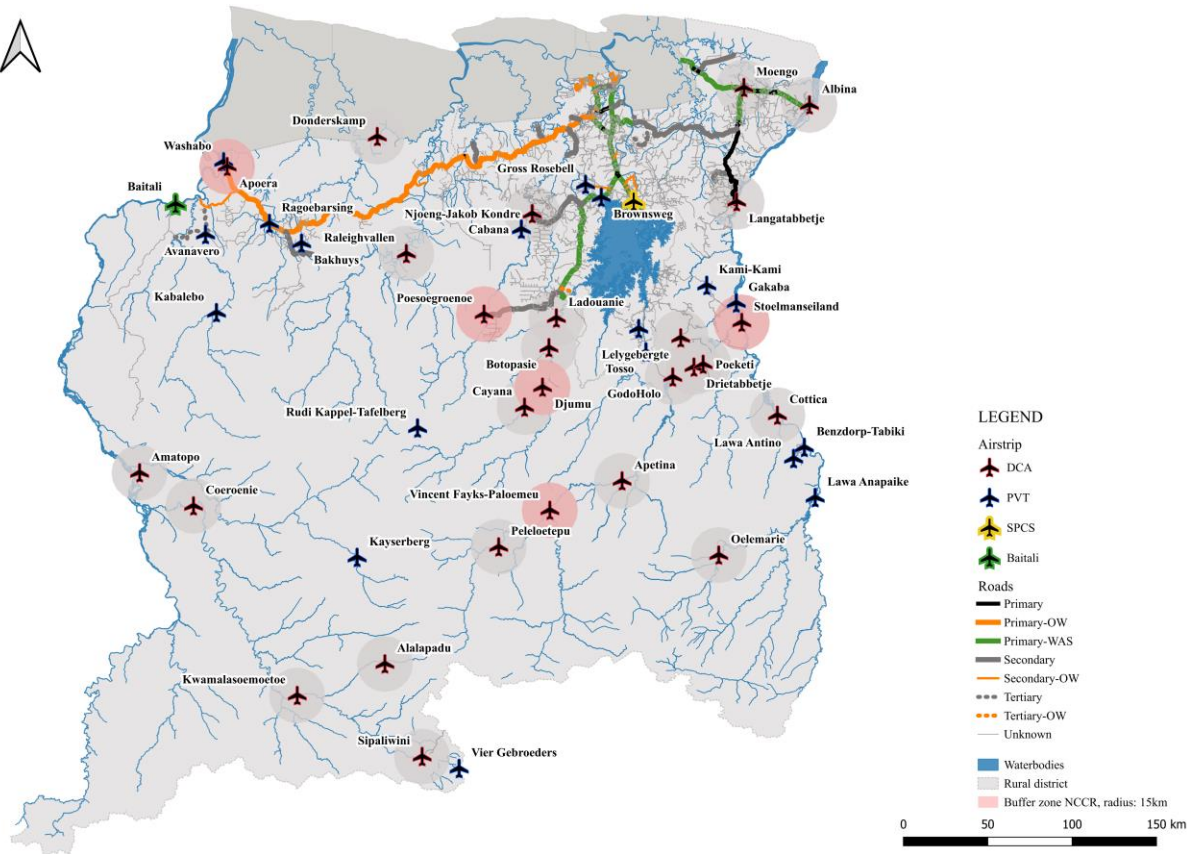 Moengo
Albina
Donderskamp
Washabo
Gross Rosebell
Apoera
Baitali
Ragoebarsing
Njoeng-Jakob Kondre
Brownsweg
Langatabbetje
Raleighvallen
Cabana
Avanavero
Bakhuys
Kami-Kami
Gakaba
Kabalebo
Poesoegroenoe
Ladouanie
Stoelmanseiland
Lelygebergte
Botopasie
Tosso
Poeketi
Drietabbetje
Cayana
GodoHolo
Djumu
Cottica
Rudi Kappel-Tafelberg
Benzdorp-Tabiki
Lawa Antino
Amatopo
Apetina
Lawa Anapaike
Coeroenie
Vincent Fayks-Paloemeu
Peleloetepu
Oelemarie
Kayserberg
Alalapadu
Kwamalasoemoetoe
Sipaliwini
Vier Gebroeders
LEGEND
Airstrip
DCA
PVT
SPCS
Baitali
Roads
Primary
Primary-OW
Primary-WAS
Secondary
Secondary-OW
Tertiary
Tertiary-OW
Unknown
Waterbodies
Rural district
Buffer zone NCCR, radius: 15km
0 50 100 150 km